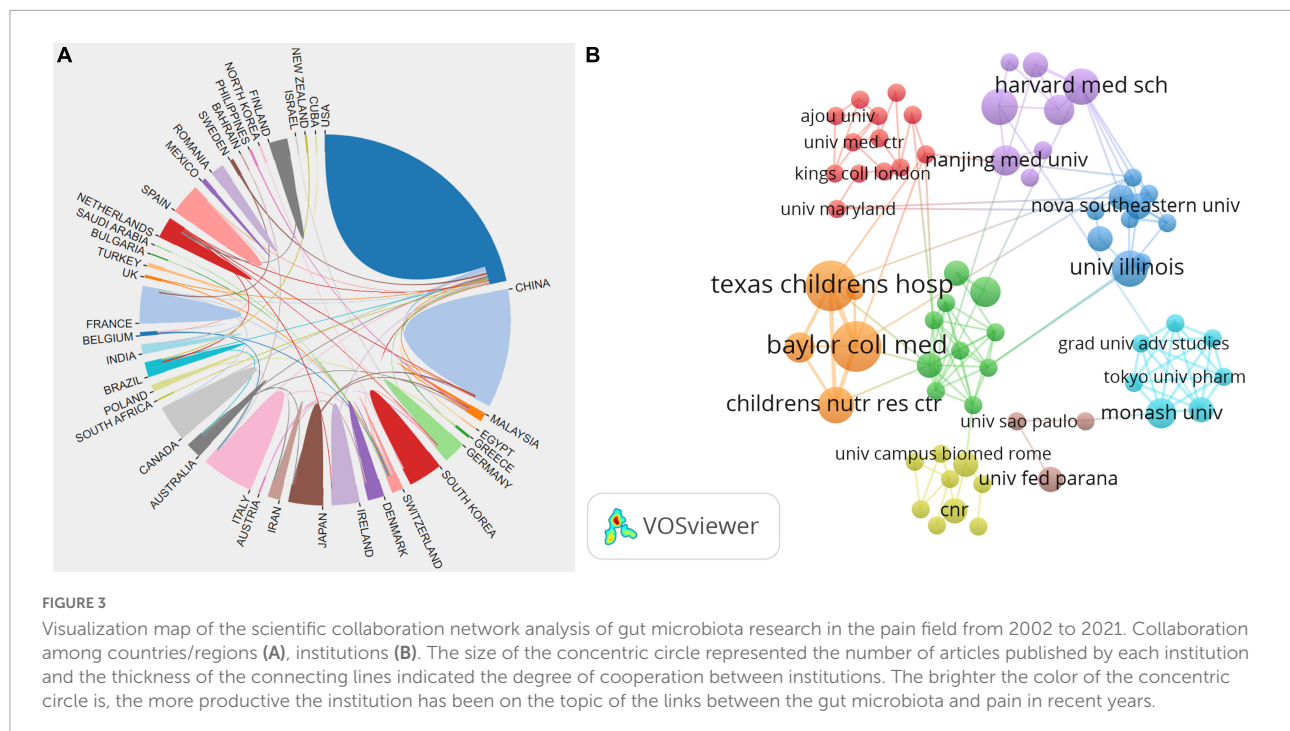 A
B
USA
CUBA
NEW ZEALAND
ISRAEL
FINLAND
NORTH KOREA
PHILIPPINES
BAHRAIN
SWEDEN
ROMANIA
MEXICO
SPAIN
NETHERLANDS
SAUDI ARABIA
BULGARIA
TURKEY
UK
FRANCE
BELGIUM
INDIA
BRAZIL
POLAND
SOUTH AFRICA
CANADA
AUSTRALIA
ITALY
AUSTRIA
IRAN
JAPAN
IRELAND
DENMARK
SWITZERLAND
SOUTH KOREA
GERMANY
GREECE
EGYPT
MALAYSIA
CHINA
harvard med sch
ajou univ
univ med ctr
nanjing med univ
kings coll london
univ maryland
nova southeastern univ
univ illinois
texas childrens hosp
baylor coll med
childrens nutr res ctr
grad univ adv studies
tokyo univ pharm
monash univ
univ sao paulo
univ campus biomed rome
univ fed parana
cnr
VOSviewer
FIGURE 3
Visualization map of the scientific collaboration network analysis of gut microbiota research in the pain field from 2002 to 2021. Collaboration
among countries/regions (A), institutions (B). The size of the concentric circle represented the number of articles published by each institution
and the thickness of the connecting lines indicated the degree of cooperation between institutions. The brighter the color of the concentric
circle is, the more productive the institution has been on the topic of the links between the gut microbiota and pain in recent years.